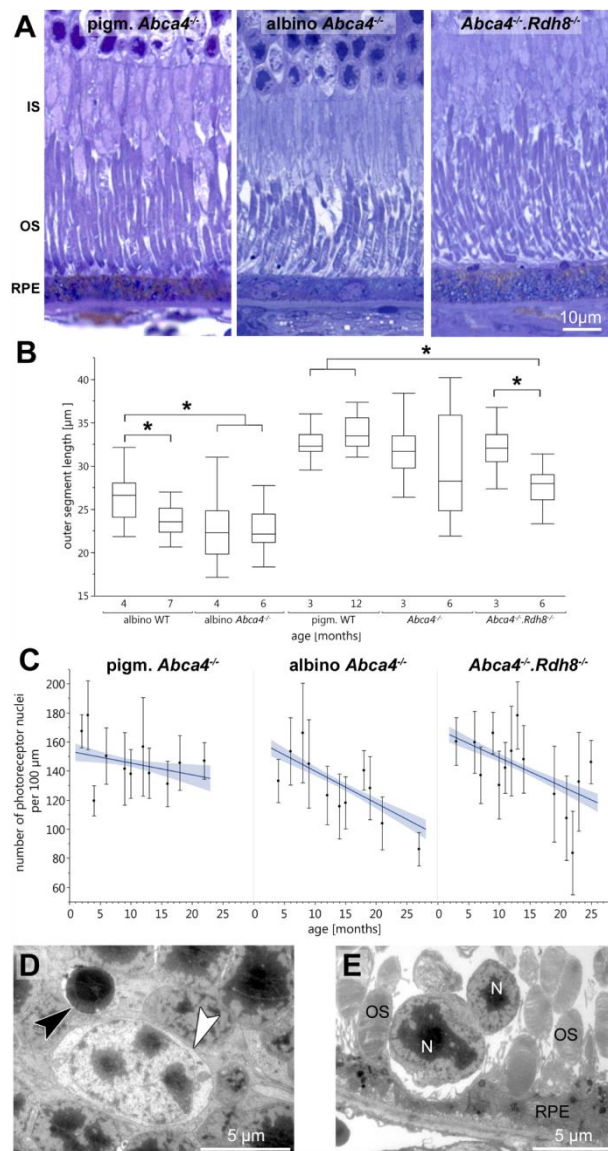 A
pigm. Abca4-/-
albino Abca4-/-
Abca4-/-.Rdh8-/-
IS
OS
RPE
10µm
B
outer segment length [µm]
40
35
30
25
20
15
*
*
*
*
4 7 4 6 3 12 3 6 3 6
albino WT albino Abca4-/- pigm. WT Abca4-/- Abca4-/-.Rdh8-/-
age [months]
C
pigm. Abca4-/-
albino Abca4-/-
Abca4-/-.Rdh8-/-
number of photoreceptor nuclei
per 100 µm
200
180
160
140
120
100
80
60
0 5 10 15 20 25 0 5 10 15 20 25 0 5 10 15 20 25
age [months]
D
5 µm
E
N
N
OS
OS
RPE
5 µm